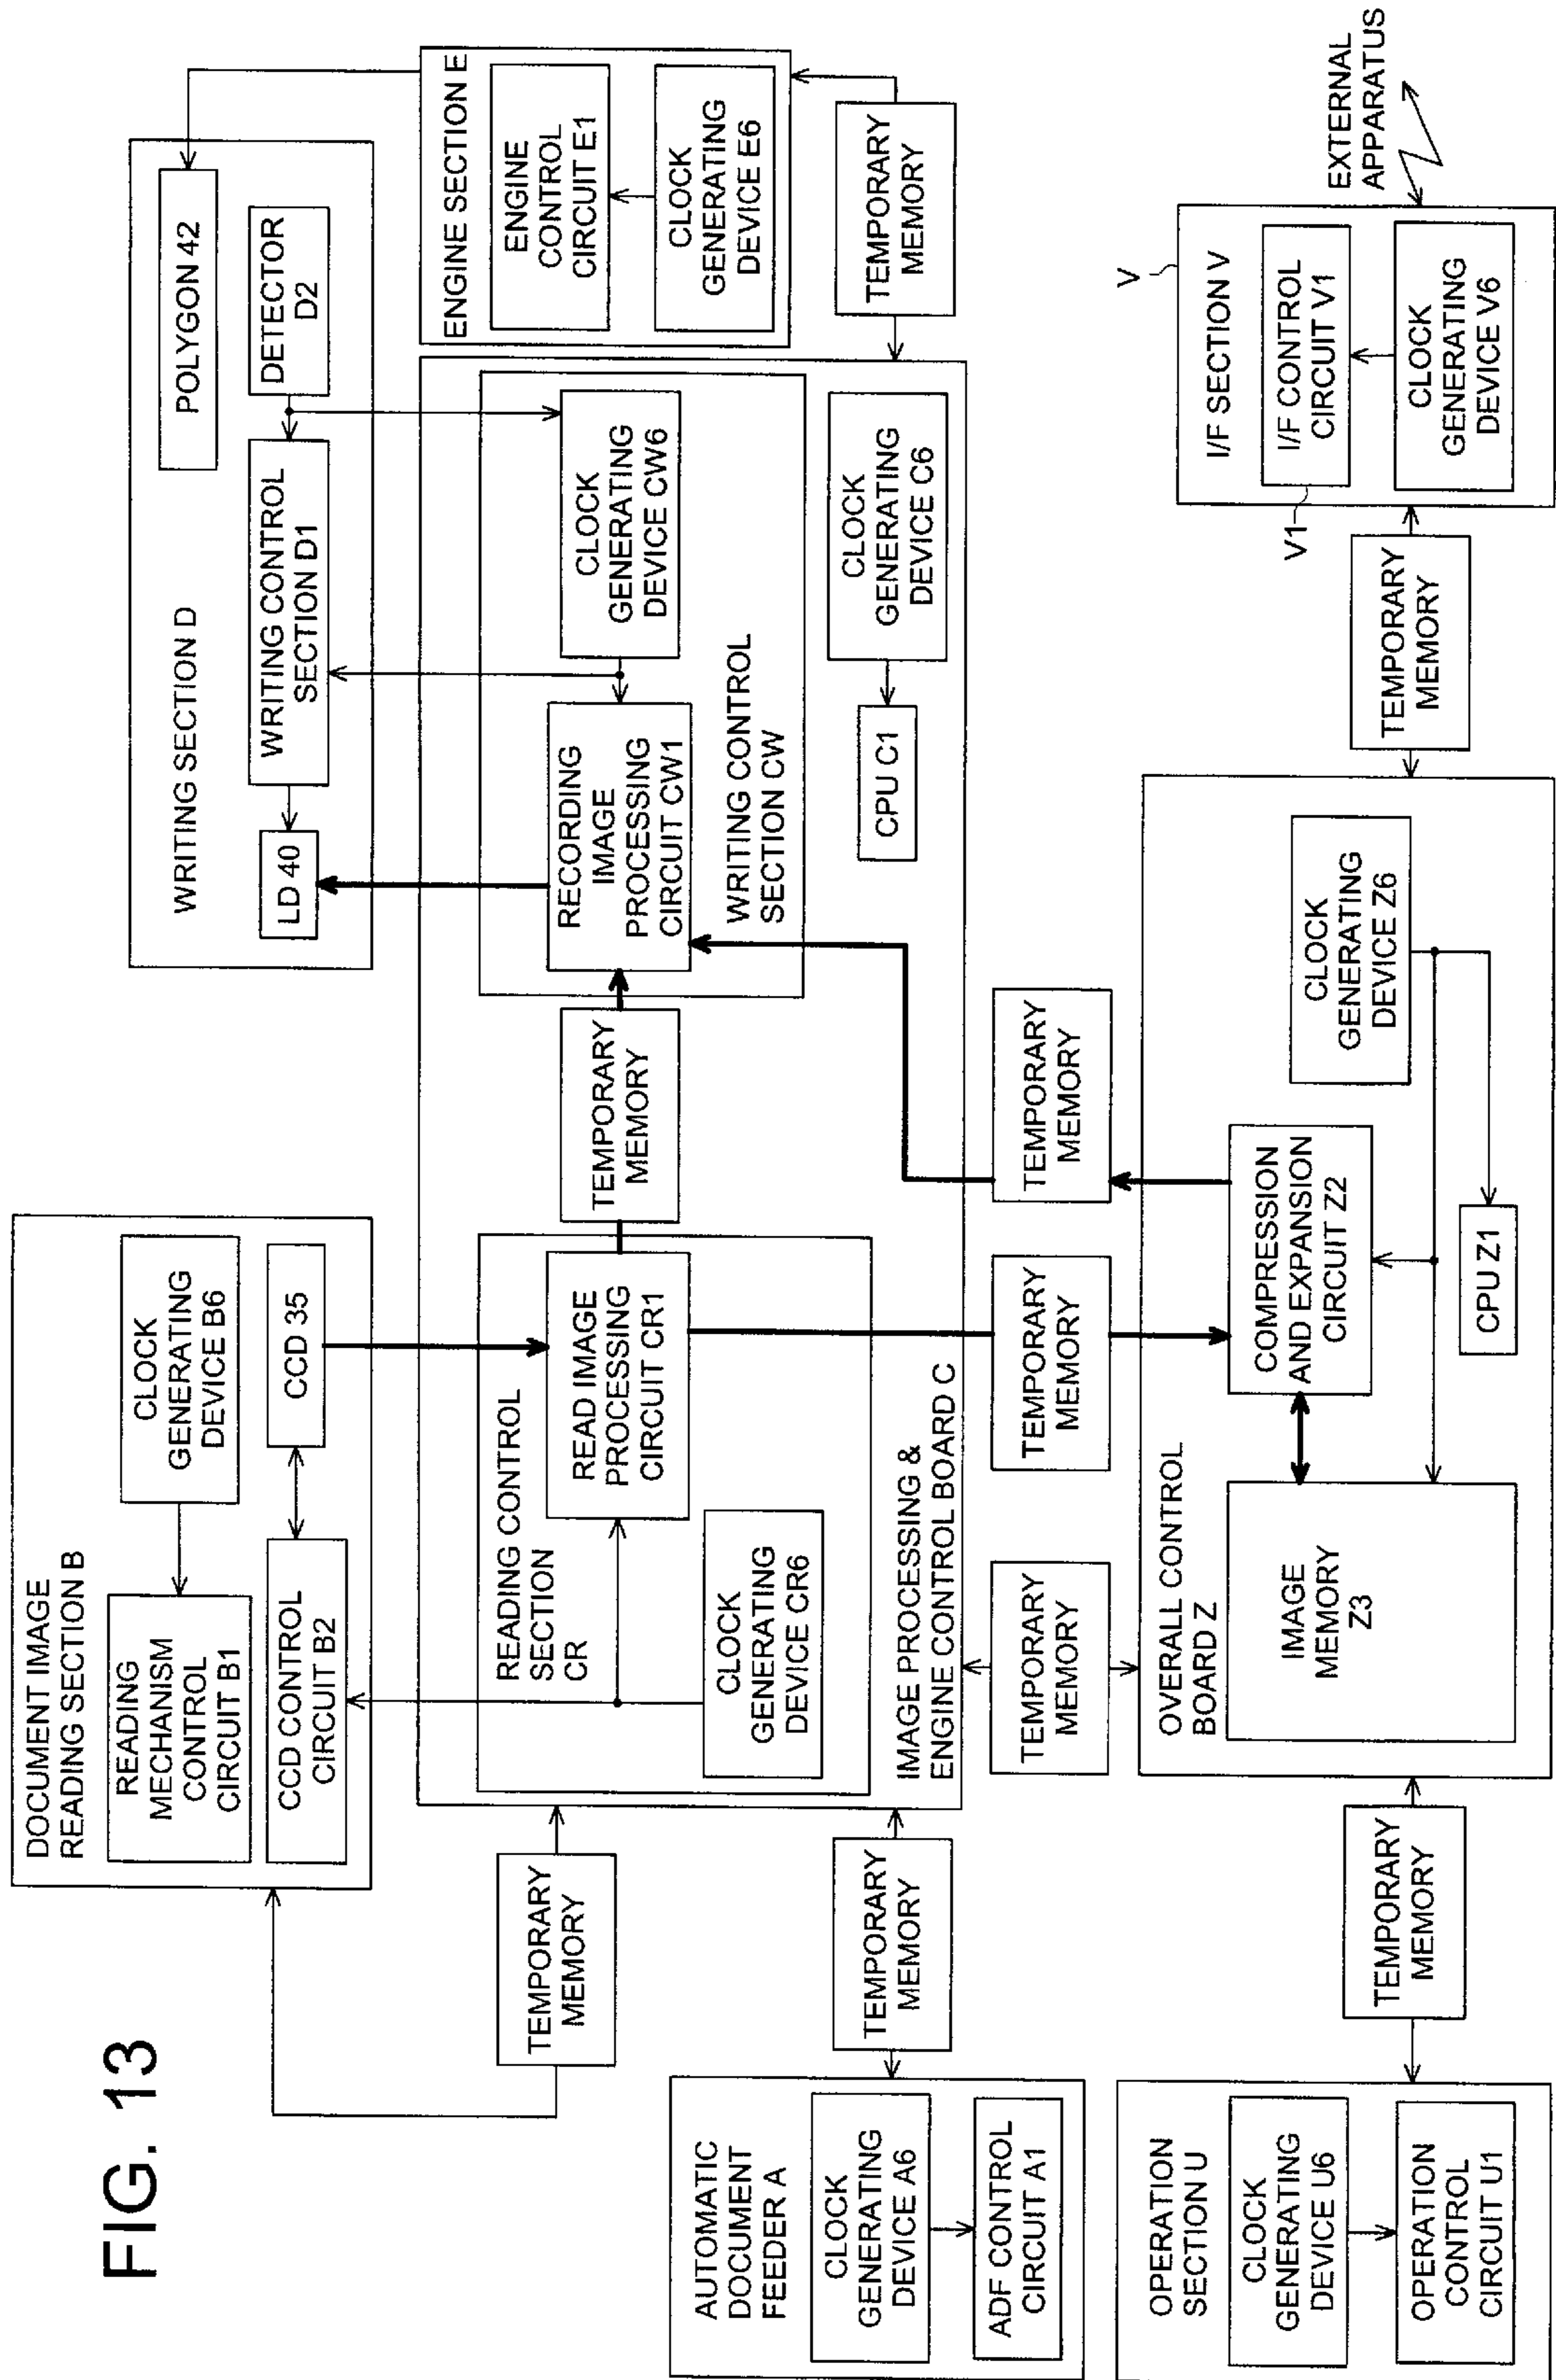 FIG. 13
DOCUMENT IMAGE
READING SECTION B
READING
MECHANISM
CONTROL
CIRCUIT B1
CLOCK
GENERATING
DEVICE B6
CCD CONTROL
CIRCUIT B2
CCD 35
WRITING SECTION D
POLYGON 42
LD 40
WRITING CONTROL
SECTION D1
DETECTOR
D2
TEMPORARY
MEMORY
READING CONTROL
SECTION
CR
READ IMAGE
PROCESSING
CIRCUIT CR1
CLOCK
GENERATING
DEVICE CR6
TEMPORARY
MEMORY
RECORDING
IMAGE
PROCESSING
CIRCUIT CW1
CLOCK
GENERATING
DEVICE CW6
WRITING CONTROL
SECTION CW
CPU C1
CLOCK
GENERATING
DEVICE C6
IMAGE PROCESSING &
ENGINE CONTROL BOARD C
ENGINE SECTION E
ENGINE
CONTROL
CIRCUIT E1
CLOCK
GENERATING
DEVICE E6
TEMPORARY
MEMORY
AUTOMATIC
DOCUMENT
FEEDER A
CLOCK
GENERATING
DEVICE A6
ADF CONTROL
CIRCUIT A1
TEMPORARY
MEMORY
TEMPORARY
MEMORY
TEMPORARY
MEMORY
TEMPORARY
MEMORY
OPERATION
SECTION U
CLOCK
GENERATING
DEVICE U6
OPERATION
CONTROL
CIRCUIT U1
TEMPORARY
MEMORY
OVERALL CONTROL
BOARD Z
IMAGE
MEMORY
Z3
COMPRESSION
AND EXPANSION
CIRCUIT Z2
CLOCK
GENERATING
DEVICE Z6
CPU Z1
TEMPORARY
MEMORY
V
I/F SECTION V
V1
I/F CONTROL
CIRCUIT V1
CLOCK
GENERATING
DEVICE V6
EXTERNAL
APPARATUS